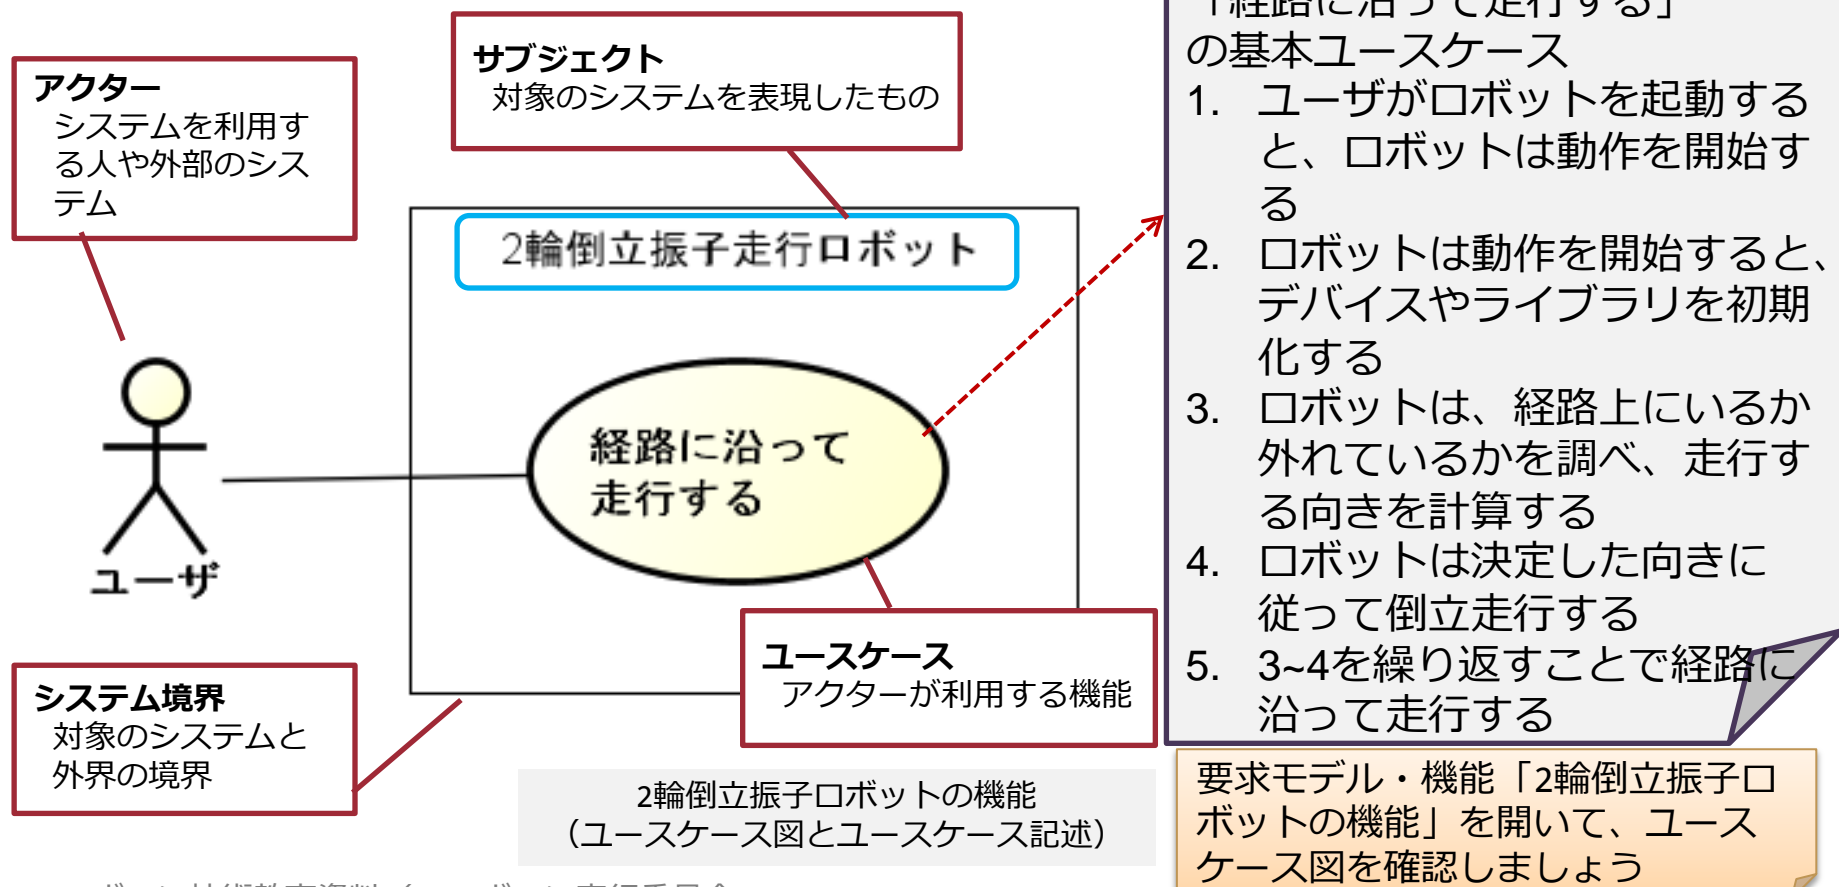 アクター
システムを利用す
る人や外部のシス
テム
サブジェクト
対象のシステムを表現したもの
2輪倒立振子走行ロボット
経路に沿って
走行する
ユーザ
システム境界
対象のシステムと
外界の境界
ユースケース
アクターが利用する機能
2輪倒立振子ロボットの機能
（ユースケース図とユースケース記述）
「経路に沿って走行する」
の基本ユースケース
1. ユーザがロボットを起動する
と、ロボットは動作を開始す
る
2. ロボットは動作を開始すると、
デバイスやライブラリを初期
化する
3. ロボットは、経路上にいるか
外れているかを調べ、走行す
る向きを計算する
4. ロボットは決定した向きに
従って倒立走行する
5. 3~4を繰り返すことで経路に
沿って走行する
要求モデル・機能「2輪倒立振子ロ
ボットの機能」を開いて、ユース
ケース図を確認しましょう